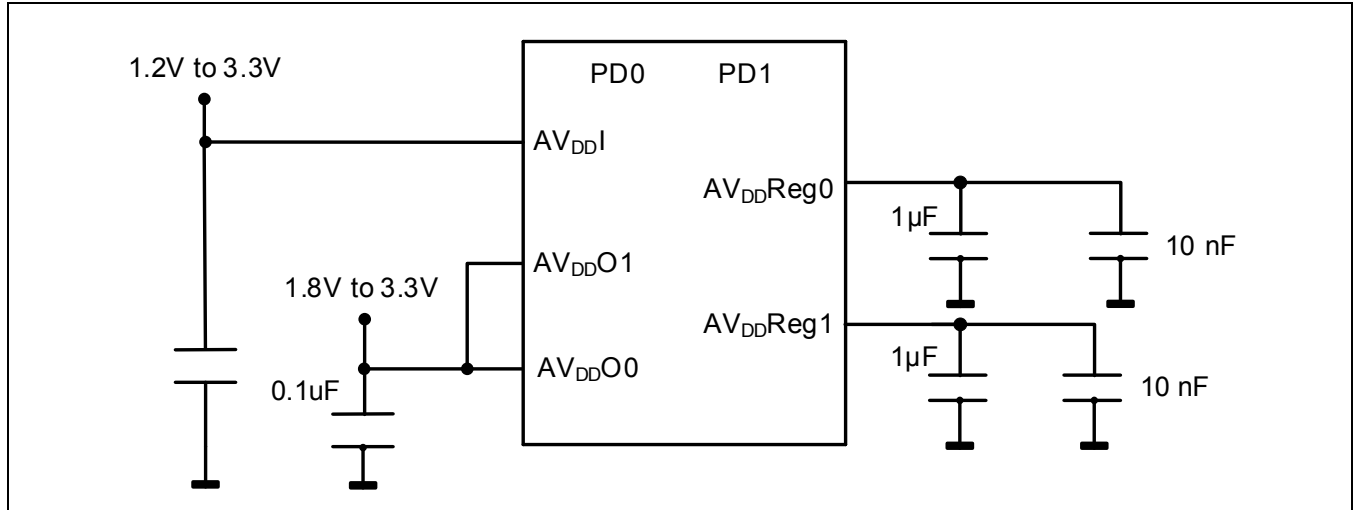 1.2V to 3.3V
PD0 PD1
AVDDI
AVDDReg0
1µF
10 nF
AVDDO1
1.8V to 3.3V
AVDDReg1
AVDDO0
1µF
0.1uF
10 nF